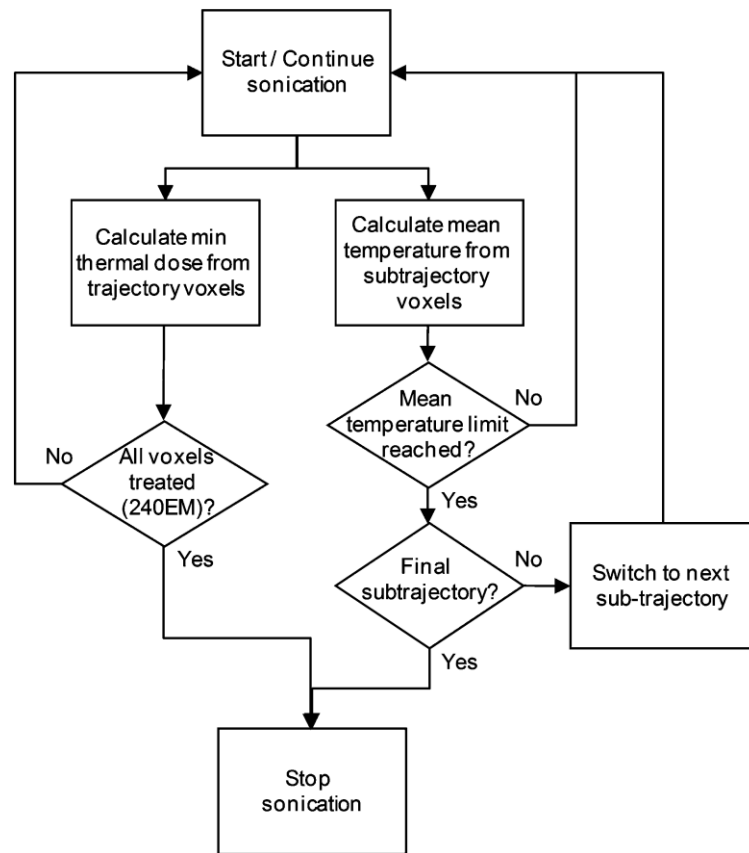 Start / Continue
sonication
Calculate min
thermal dose from
trajectory voxels
Calculate mean
temperature from
subtrajectory
voxels
Mean
temperature limit
reached?
No
Yes
No
All voxels
treated
(240EM)?
Yes
Final
subtrajectory?
No
Yes
Switch to next
sub-trajectory
Stop
sonication